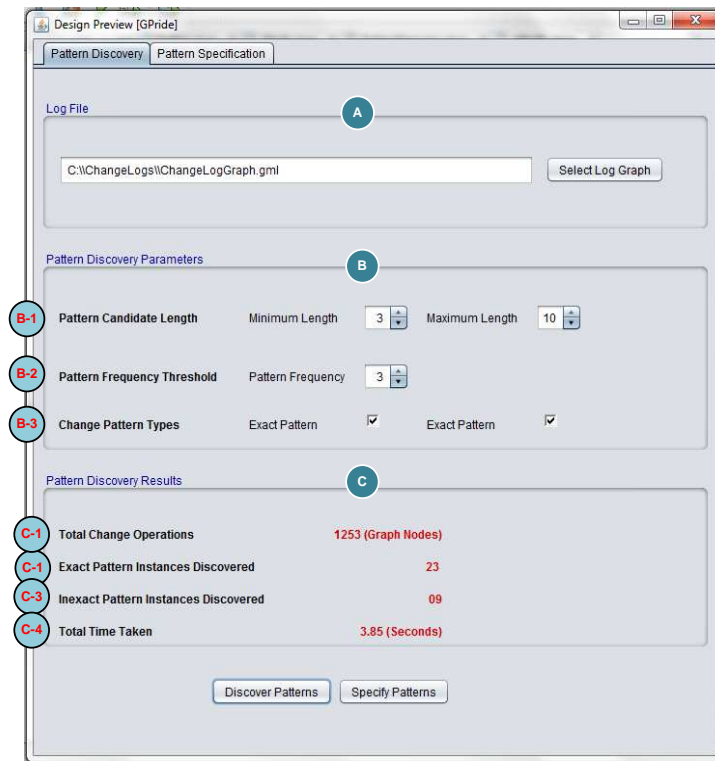 Design Preview [GPride]
Pattern Discovery Pattern Specification
Log File A
C:\\ChangeLogs\\ChangeLogGraph.gml Select Log Graph
Pattern Discovery Parameters B
B-1 Pattern Candidate Length Minimum Length 3 Maximum Length 10
B-2 Pattern Frequency Threshold Pattern Frequency 3
B-3 Change Pattern Types Exact Pattern Exact Pattern
Pattern Discovery Results C
C-1 Total Change Operations 1253 (Graph Nodes)
C-1 Exact Pattern Instances Discovered 23
C-3 Inexact Pattern Instances Discovered 09
C-4 Total Time Taken 3.85 (Seconds)
Discover Patterns Specify Patterns